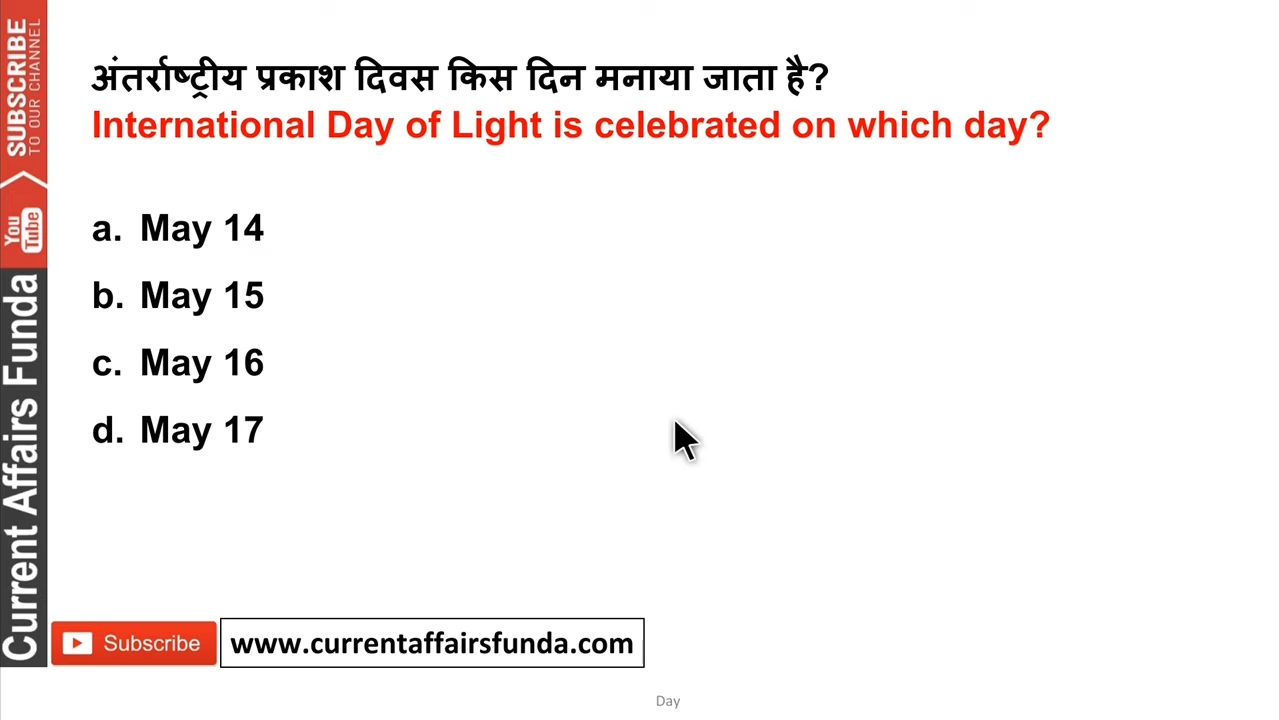 अंतर्राष्ट्रीय प्रकाश दिवस किस दिन मनाया जाता है?
International Day of Light is celebrated on which day?
a. May 14
b. May 15
c. May 16
d. May 17
SUBSCRIBE
TO OUR CHANNEL
You
Tube
Current Affairs Funda
Subscribe
www.currentaffairsfunda.com
Day